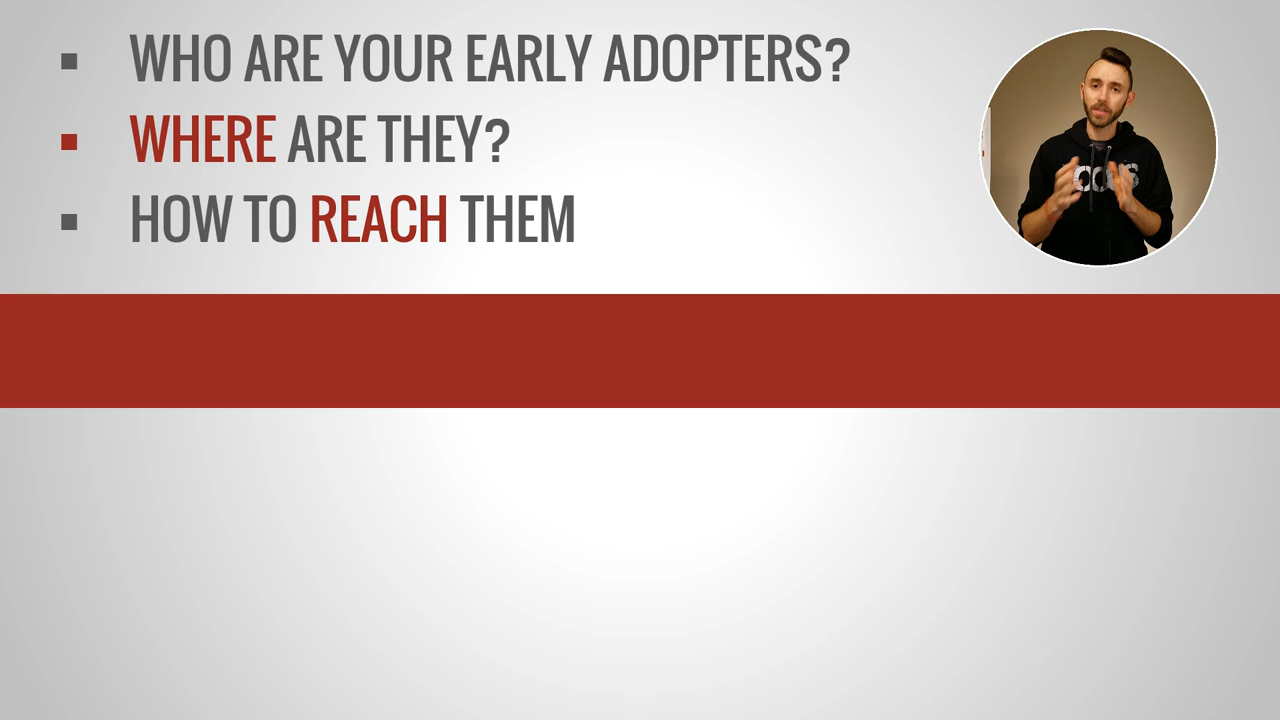 WHO ARE YOUR EARLY ADOPTERS?
WHERE ARE THEY?
HOW TO REACH THEM